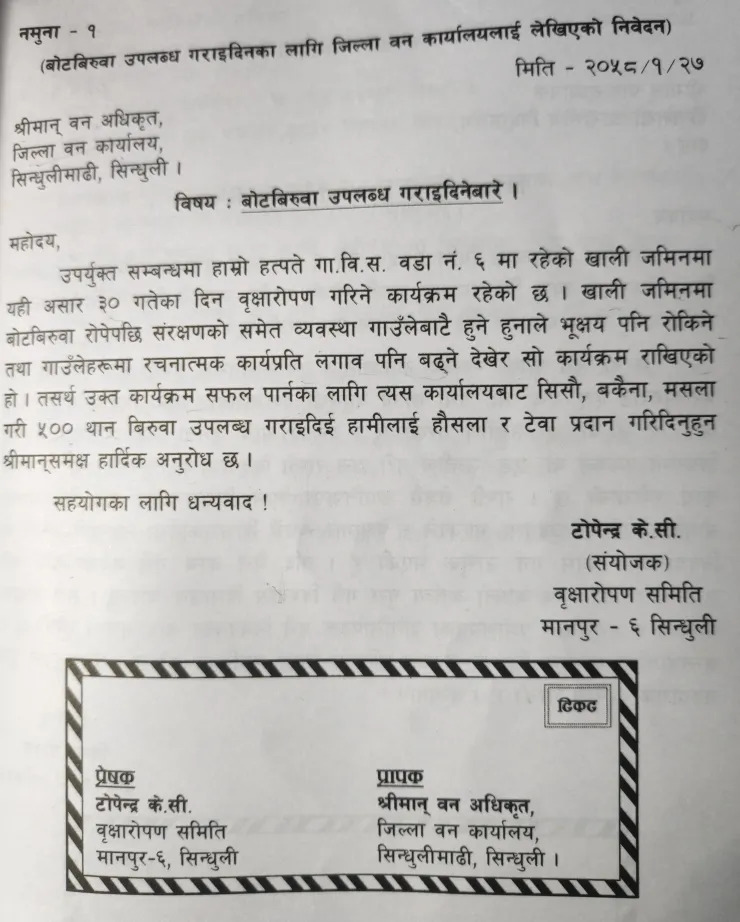 नमुना - १
(बोटबिरुवा उपलब्ध गराइदिनका लागि जिल्ला वन कार्यालयलाई लेखिएको निवेदन)
मिति - २०५८/१/२७
श्रीमान् वन अधिकृत,
जिल्ला वन कार्यालय,
सिन्धुलीमाढी, सिन्धुली ।
विषय : बोटबिरुवा उपलब्ध गराइदिनेबारे ।
महोदय,
उपर्युक्त सम्बन्धमा हाम्रो हत्पते गा.वि.स. वडा नं. ६ मा रहेको खाली जमिनमा
यही असार ३० गतेका दिन वृक्षारोपण गरिने कार्यक्रम रहेको छ । खाली जमिनमा
बोटबिरुवा रोपेपछि संरक्षणको समेत व्यवस्था गाउँलेबाटै हुने हुनाले भूक्षय पनि रोकिने
तथा गाउँलेहरूमा रचनात्मक कार्यप्रति लगाव पनि बढ्ने देखेर सो कार्यक्रम राखिएको
हो । तसर्थ उक्त कार्यक्रम सफल पार्नका लागि त्यस कार्यालयबाट सिसौ, बकैना, मसला
गरी ५०० थान बिरुवा उपलब्ध गराइदिई हामीलाई हौसला र टेवा प्रदान गरिदिनुहुन
श्रीमान्समक्ष हार्दिक अनुरोध छ ।
सहयोगका लागि धन्यवाद !
टोपेन्द्र के.सी.
(संयोजक)
वृक्षारोपण समिति
मानपुर - ६ सिन्धुली
टिकट
प्रेषक
टोपेन्द्र के.सी.
वृक्षारोपण समिति
मानपुर-६, सिन्धुली
प्रापक
श्रीमान् वन अधिकृत,
जिल्ला वन कार्यालय,
सिन्धुलीमाढी, सिन्धुली ।